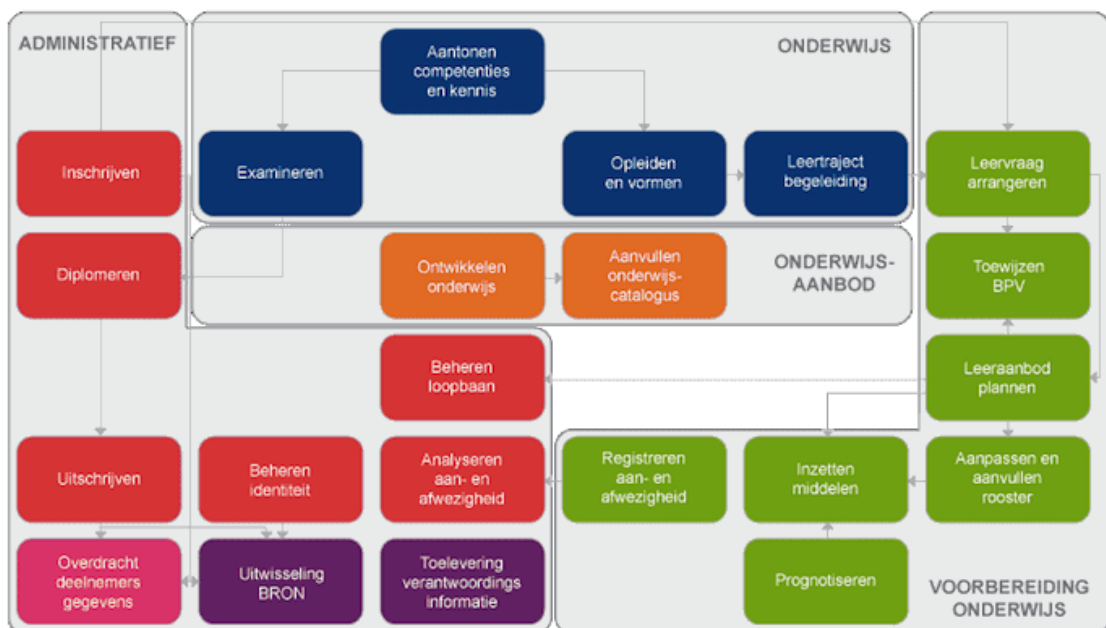 ADMINISTRATIEF
ONDERWIJS
Aantonen
competenties
en kennis
Inschrijven
Examineren
Opleiden
en vormen
Leertraject
begeleiding
Leervraag
arrangeren
Diplomeren
Ontwikkelen
onderwijs
Aanvullen
onderwijs-
catalogus
ONDERWIJS-
AANBOD
Toewijzen
BPV
Beheren
loopbaan
Leeraanbod
plannen
Uitschrijven
Beheren
identiteit
Analyseren
aan- en
afwezigheid
Registreren
aan- en
afwezigheid
Inzetten
middelen
Aanpassen en
aanvullen
rooster
Overdracht
deelnemers
gegevens
Uitwisseling
BRON
Toelevering
verantwoordings
informatie
Prognotiseren
VOORBEREIDING
ONDERWIJS